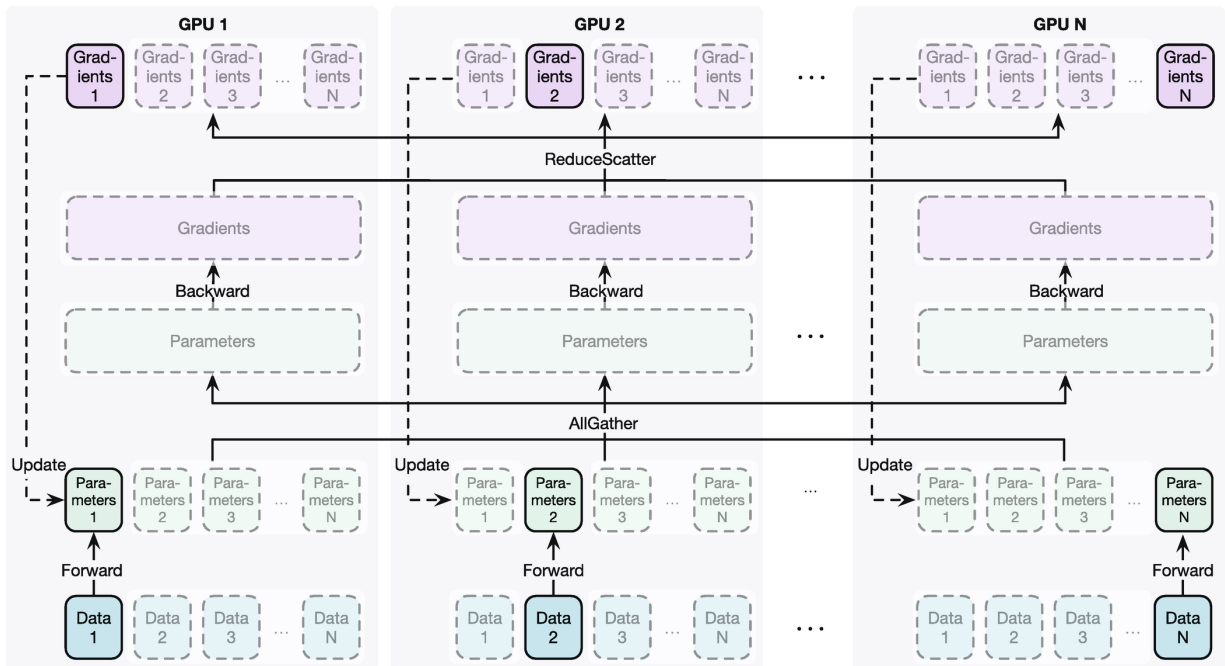 GPU 1
GPU 2
GPU N
Grad-
ients
1
Grad-
ients
2
Grad-
ients
3
...
Grad-
ients
N
Grad-
ients
1
Grad-
ients
2
Grad-
ients
3
...
Grad-
ients
N
...
Grad-
ients
1
Grad-
ients
2
Grad-
ients
3
...
Grad-
ients
N
ReduceScatter
Gradients
Gradients
Gradients
Backward
Backward
Backward
Parameters
Parameters
...
Parameters
AllGather
Update
Update
Update
Para-
meters
1
Para-
meters
2
Para-
meters
3
...
Para-
meters
N
Para-
meters
1
Para-
meters
2
Para-
meters
3
...
Para-
meters
N
...
Para-
meters
1
Para-
meters
2
Para-
meters
3
...
Para-
meters
N
Forward
Forward
Forward
Data
1
Data
2
Data
3
...
Data
N
Data
1
Data
2
Data
3
...
Data
N
...
Data
1
Data
2
Data
3
...
Data
N